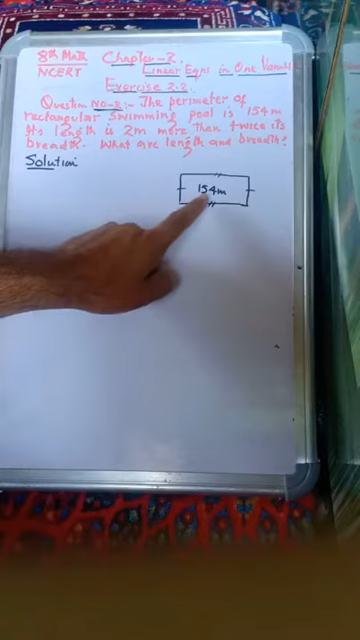 8th Math Chapter-2.
NCERT Linear Eqns in One Variable
Exercise 2.2
Question NO-2:- The perimeter of
rectangular swimming pool is 154m
Its length is 2m more than twice its
breadth. What are length and breadth?
?
Solution
154m